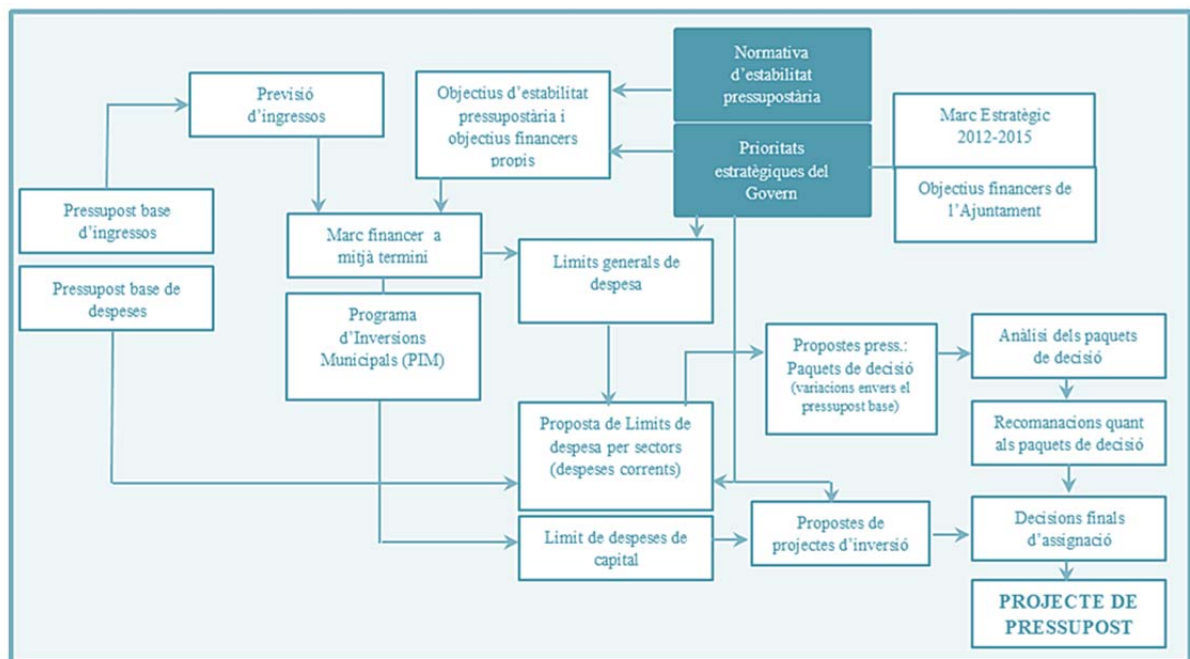 Normativa
d’estabilitat
pressupostària
Previsió
d’ingressos
Objectius d’estabilitat
pressupostària i
objectius financers
propis
Marc Estratègic
2012-2015
Prioritats
estratègiques del
Govern
Objectius financers de
l’Ajuntament
Pressupost base
d’ingressos
Marc financer a
mitjà termini
Limits generals de
despesa
Pressupost base de
despeses
Programa
d’Inversions
Municipals (PIM)
Propostes press.:
Paquets de decisió
(variacions envers el
pressupost base)
Anàlisi dels paquets
de decisió
Proposta de Limits de
despesa per sectors
(despeses corrents)
Recomanacions quant
als paquets de decisió
Limit de despeses de
capital
Propostes de
projectes d’inversió
Decisions finals
d’assignació
PROJECTE DE
PRESSUPOST